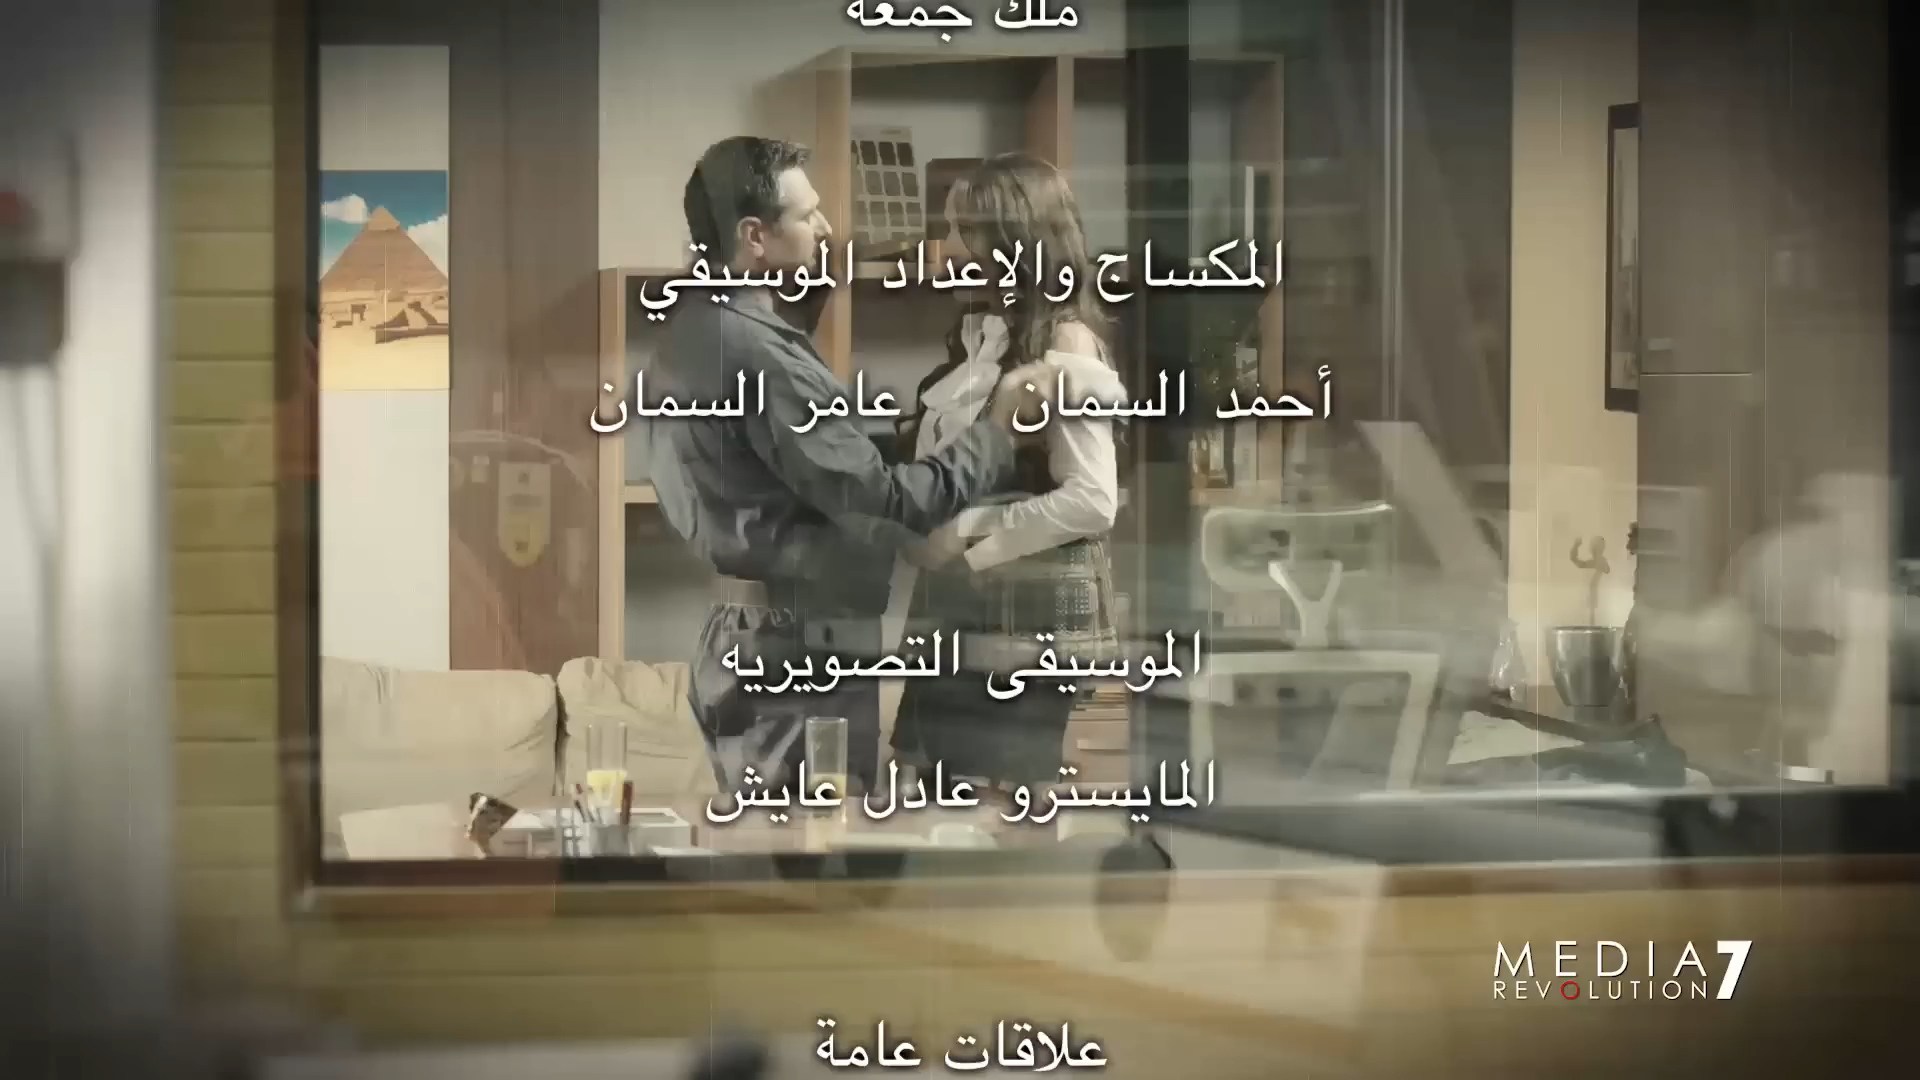 ملك جمعة
المكساج والإعداد الموسيقي
أحمد السمان عامر السمان
الموسيقى التصويريه
المايسترو عادل عايش
MEDIA 7
REVOLUTION
علاقات عامة